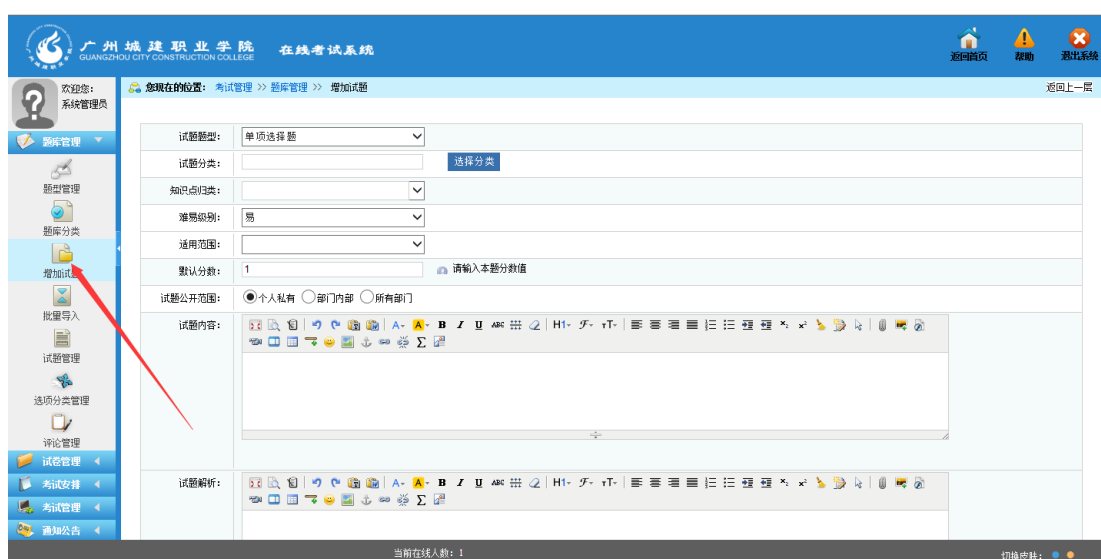 广州城建职业学院 在线考试系统
GUANGZHOU CITY CONSTRUCTION COLLEGE
返回首页 帮助 退出系统
欢迎您:
系统管理员
您现在的位置: 考试管理 >> 题库管理 >> 增加试题 返回上一层
题库管理
题型管理
题库分类
增加试题
批量导入
试题管理
选项分类管理
评论管理
试卷管理
考试安排
考试管理
通知公告
试题题型: 单项选择题
试题分类: 选择分类
知识点归类:
难易级别: 易
适用范围:
默认分数: 1 请输入本题分数值
试题公开范围: 个人私有 部门内部 所有部门
试题内容:
试题解析:
当前在线人数: 1 切换皮肤: